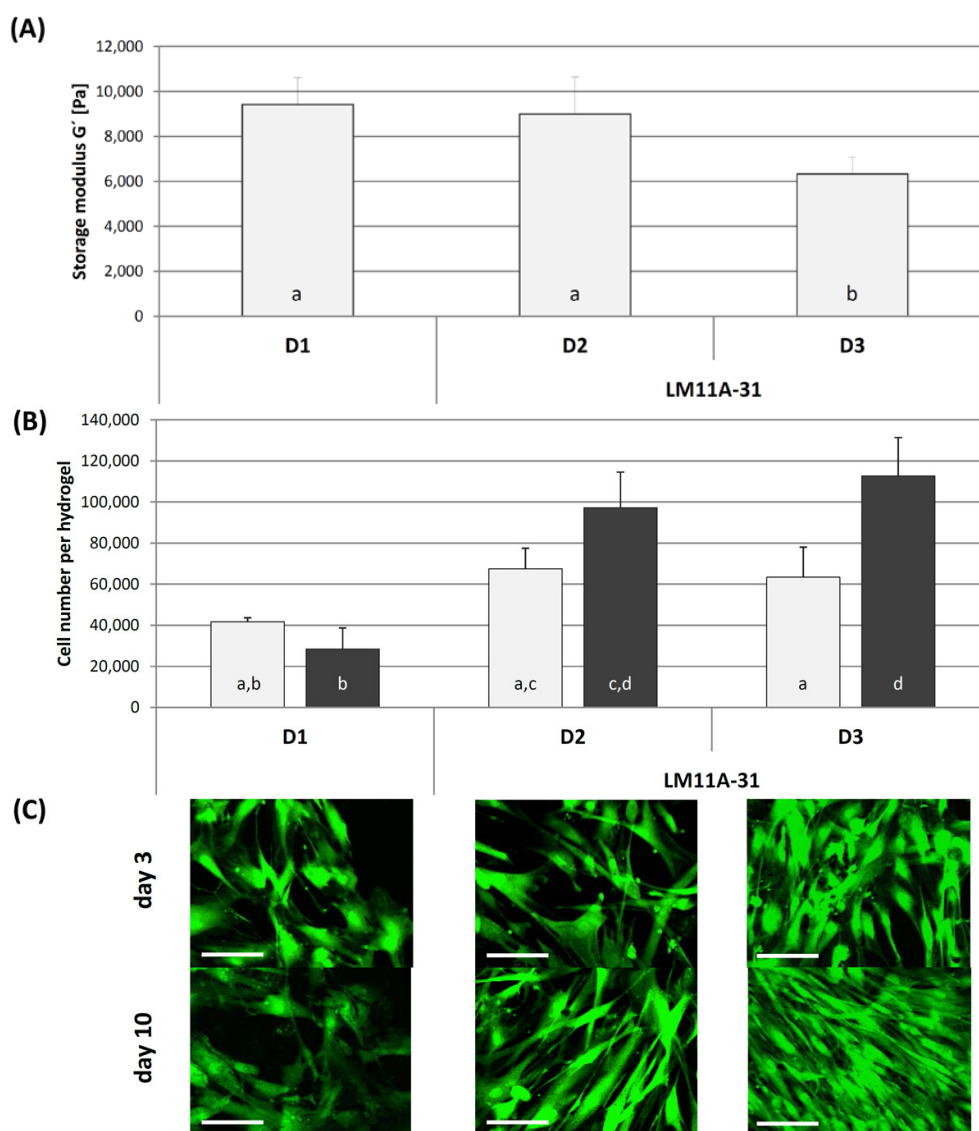 (A)
Storage modulus G´ [Pa]
12,000
10,000
8,000
6,000
4,000
2,000
0
a
a
b
D1
D2
D3
LM11A-31
(B)
Cell number per hydrogel
140,000
120,000
100,000
80,000
60,000
40,000
20,000
0
a,b
b
a,c
c,d
a
d
D1
D2
D3
LM11A-31
(C)
day 3
day 10